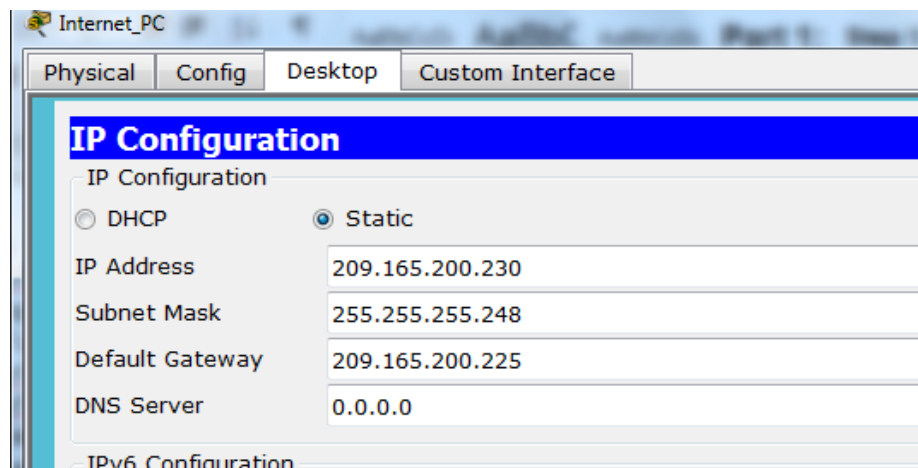 Internet_PC
Physical Config Desktop Custom Interface
IP Configuration
IP Configuration
DHCP Static
IP Address 209.165.200.230
Subnet Mask 255.255.255.248
Default Gateway 209.165.200.225
DNS Server 0.0.0.0
IPv6 Configuration